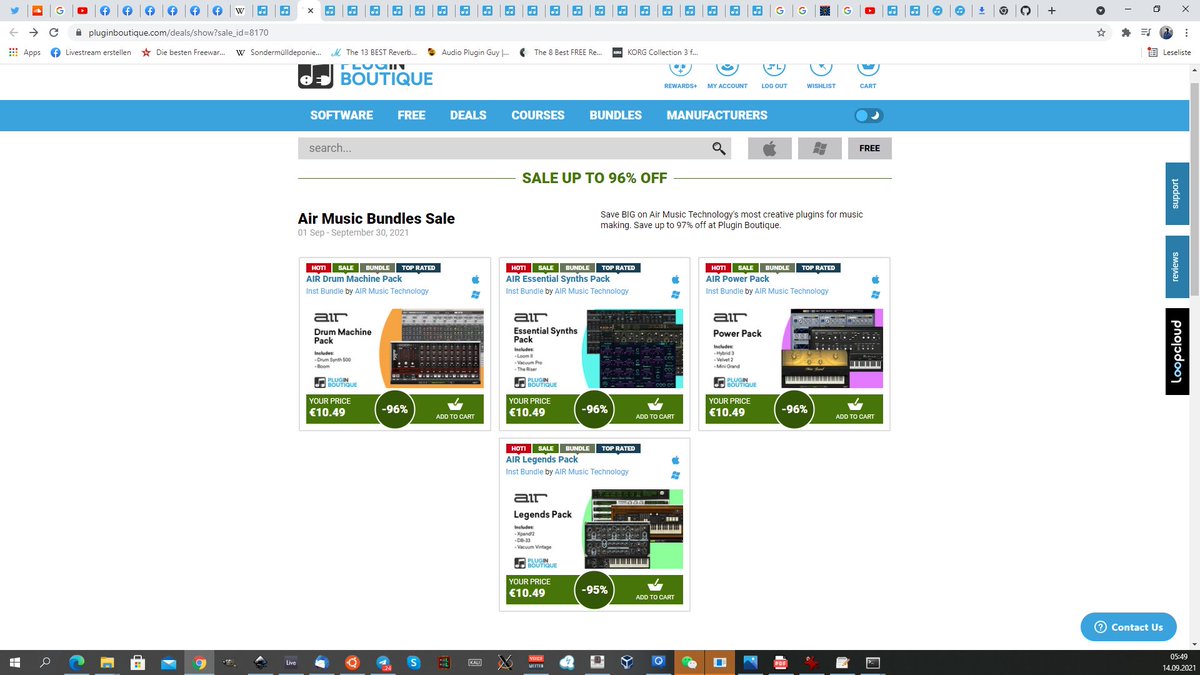 pluginboutique.com/deals/show?sale_id=8170
Apps
Livestream erstellen
Die besten Freewar...
Sondermülldeponie...
The 13 BEST Reverb...
Audio Plugin Guy |...
The 8 Best FREE Re...
KORG Collection 3 f...
Leseliste
PLUGIN
BOUTIQUE
REWARDS+
MY ACCOUNT
LOG OUT
WISHLIST
CART
SOFTWARE
FREE
DEALS
COURSES
BUNDLES
MANUFACTURERS
search...
FREE
SALE UP TO 96% OFF
Air Music Bundles Sale
01 Sep - September 30, 2021
Save BIG on Air Music Technology's most creative plugins for music
making. Save up to 97% off at Plugin Boutique.
HOT! SALE BUNDLE TOP RATED
AIR Drum Machine Pack
Inst Bundle by AIR Music Technology
air
Drum Machine
Pack
Includes:
- Drum Synth 500
- Boom
PLUGIN
BOUTIQUE
YOUR PRICE
€10.49
-96%
ADD TO CART
HOT! SALE BUNDLE TOP RATED
AIR Essential Synths Pack
Inst Bundle by AIR Music Technology
air
Essential Synths
Pack
Includes:
- Loom II
- Vacuum Pro
- The Riser
PLUGIN
BOUTIQUE
YOUR PRICE
€10.49
-96%
ADD TO CART
HOT! SALE BUNDLE TOP RATED
AIR Power Pack
Inst Bundle by AIR Music Technology
air
Power Pack
Includes:
- Hybrid 3
- Velvet 2
- Mini Grand
PLUGIN
BOUTIQUE
YOUR PRICE
€10.49
-96%
ADD TO CART
HOT! SALE BUNDLE TOP RATED
AIR Legends Pack
Inst Bundle by AIR Music Technology
air
Legends Pack
Includes:
- Xpand!2
- DB-33
- Vacuum Vintage
PLUGIN
BOUTIQUE
YOUR PRICE
€10.49
-95%
ADD TO CART
support
reviews
Loopcloud
Contact Us
Live
KALI
05:49
14.09.2021